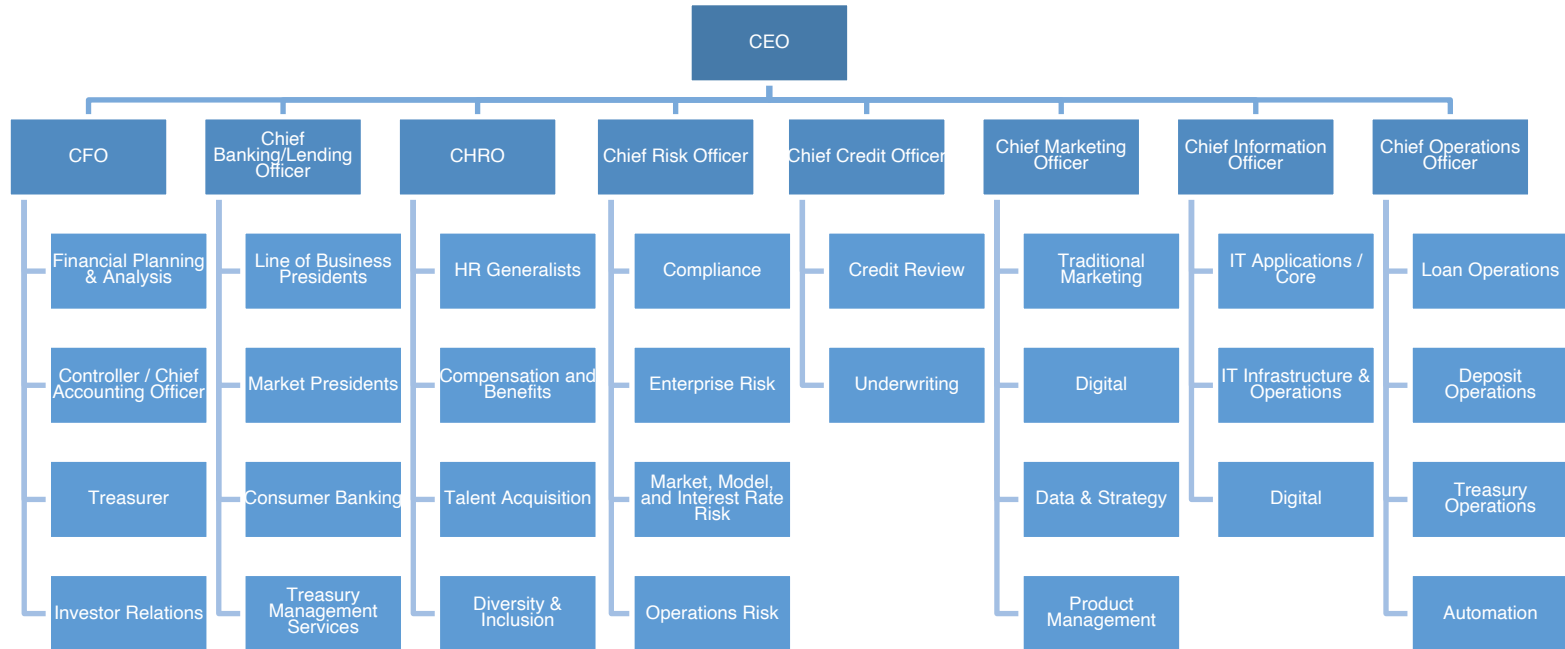 CEO
CFO
Chief
Banking/Lending
Officer
CHRO
Chief Risk Officer
Chief Credit Officer
Chief Marketing
Officer
Chief Information
Officer
Chief Operations
Officer
Financial Planning
& Analysis
Line of Business
Presidents
HR Generalists
Compliance
Credit Review
Traditional
Marketing
IT Applications /
Core
Loan Operations
Controller / Chief
Accounting Officer
Market Presidents
Compensation and
Benefits
Enterprise Risk
Underwriting
Digital
IT Infrastructure &
Operations
Deposit
Operations
Treasurer
Consumer Banking
Talent Acquisition
Market, Model,
and Interest Rate
Risk
Data & Strategy
Digital
Treasury
Operations
Investor Relations
Treasury
Management
Services
Diversity &
Inclusion
Operations Risk
Product
Management
Automation